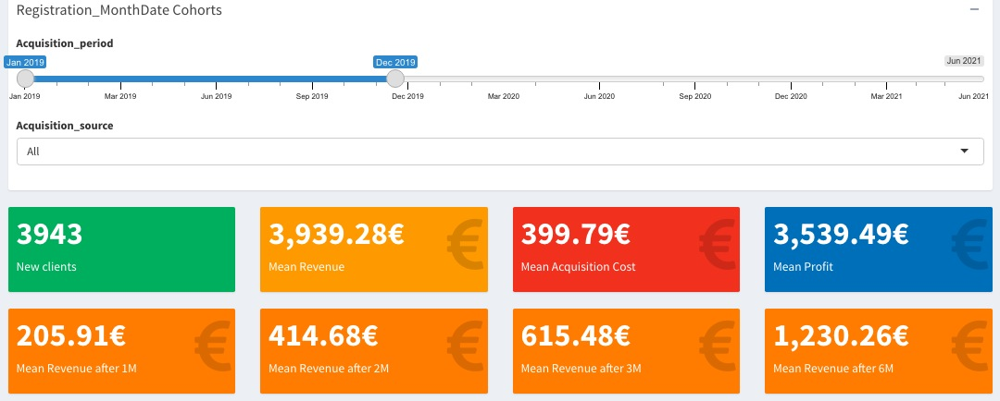 Registration_MonthDate Cohorts
Acquisition_period
Jan 2019 Dec 2019 Jun 2021
Jan 2019 Mar 2019 Jun 2019 Sep 2019 Dec 2019 Mar 2020 Jun 2020 Sep 2020 Dec 2020 Mar 2021 Jun 2021
Acquisition_source
All
3943 3,939.28€ 399.79€ 3,539.49€
New clients Mean Revenue Mean Acquisition Cost Mean Profit
205.91€ 414.68€ 615.48€ 1,230.26€
Mean Revenue after 1M Mean Revenue after 2M Mean Revenue after 3M Mean Revenue after 6M